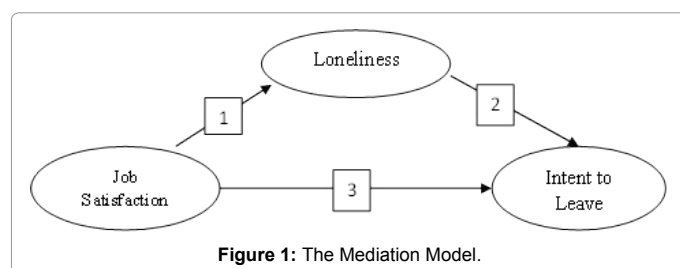 Loneliness
1
2
Job
Satisfaction
3
Intent to
Leave
Figure 1: The Mediation Model.